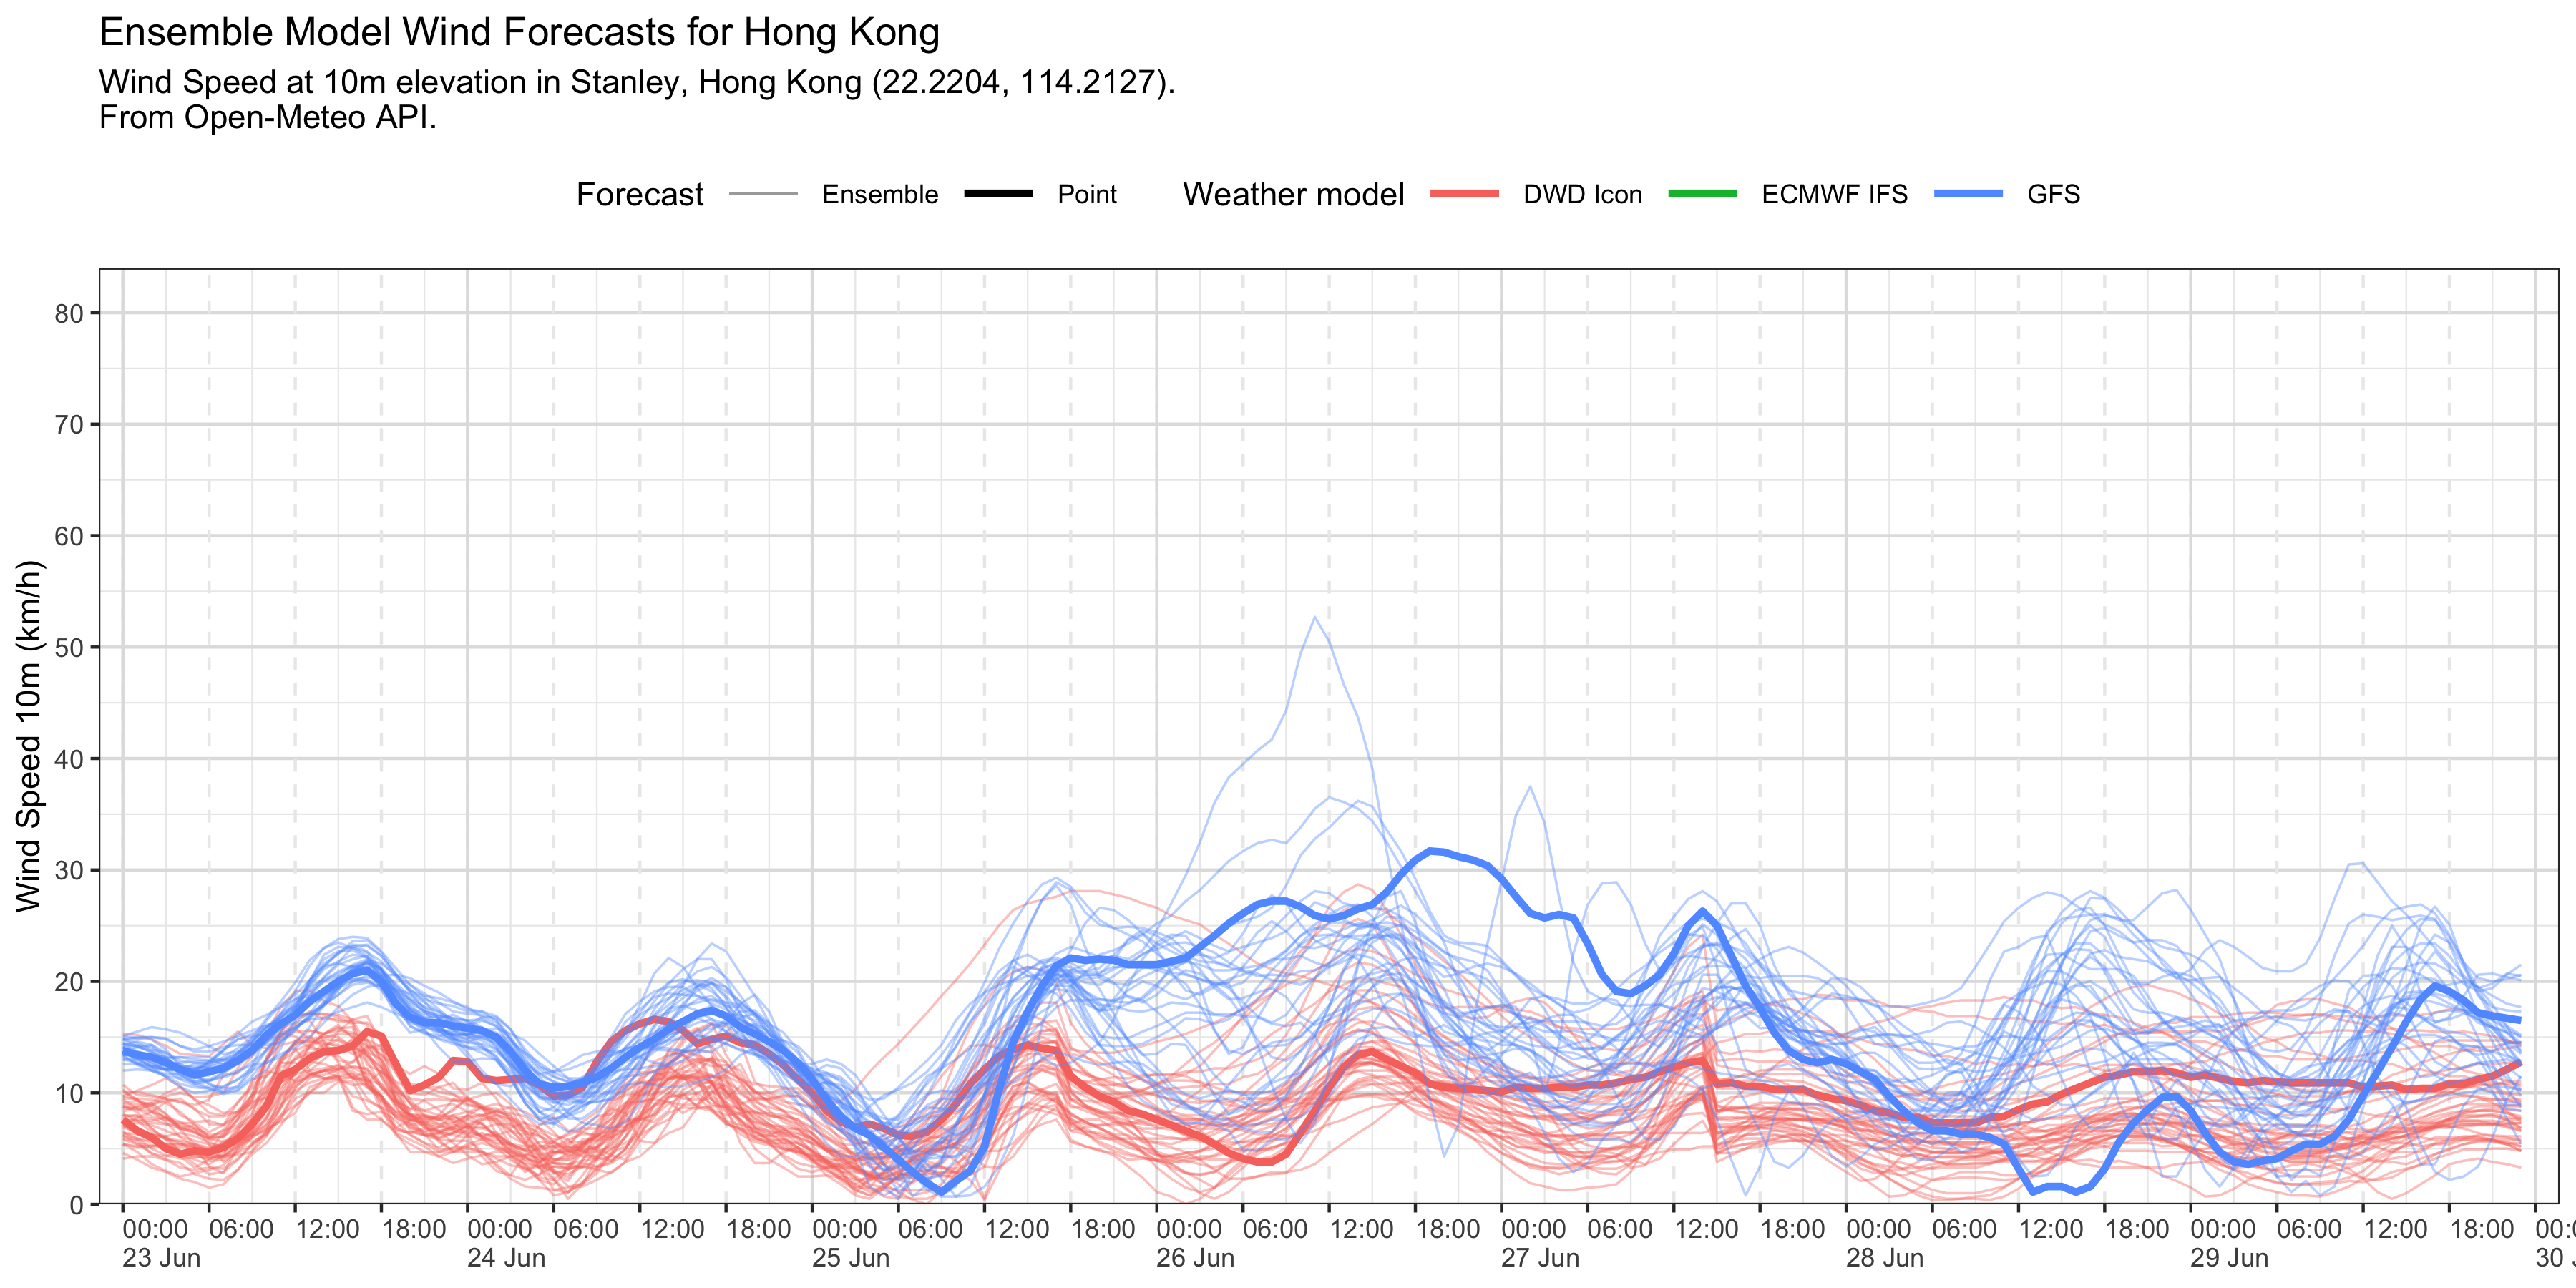 Ensemble Model Wind Forecasts for Hong Kong
Wind Speed at 10m elevation in Stanley, Hong Kong (22.2204, 114.2127).
From Open-Meteo API.
Forecast Ensemble Point Weather model DWD Icon ECMWF IFS GFS
Wind Speed 10m (km/h)
80
70
60
50
40
30
20
10
0
00:00 06:00 12:00 18:00 00:00 06:00 12:00 18:00 00:00 06:00 12:00 18:00 00:00 06:00 12:00 18:00 00:00 06:00 12:00 18:00 00:00 06:00 12:00 18:00 00:00 06:00 12:00 18:00 00:0
23 Jun 24 Jun 25 Jun 26 Jun 27 Jun 28 Jun 29 Jun 30